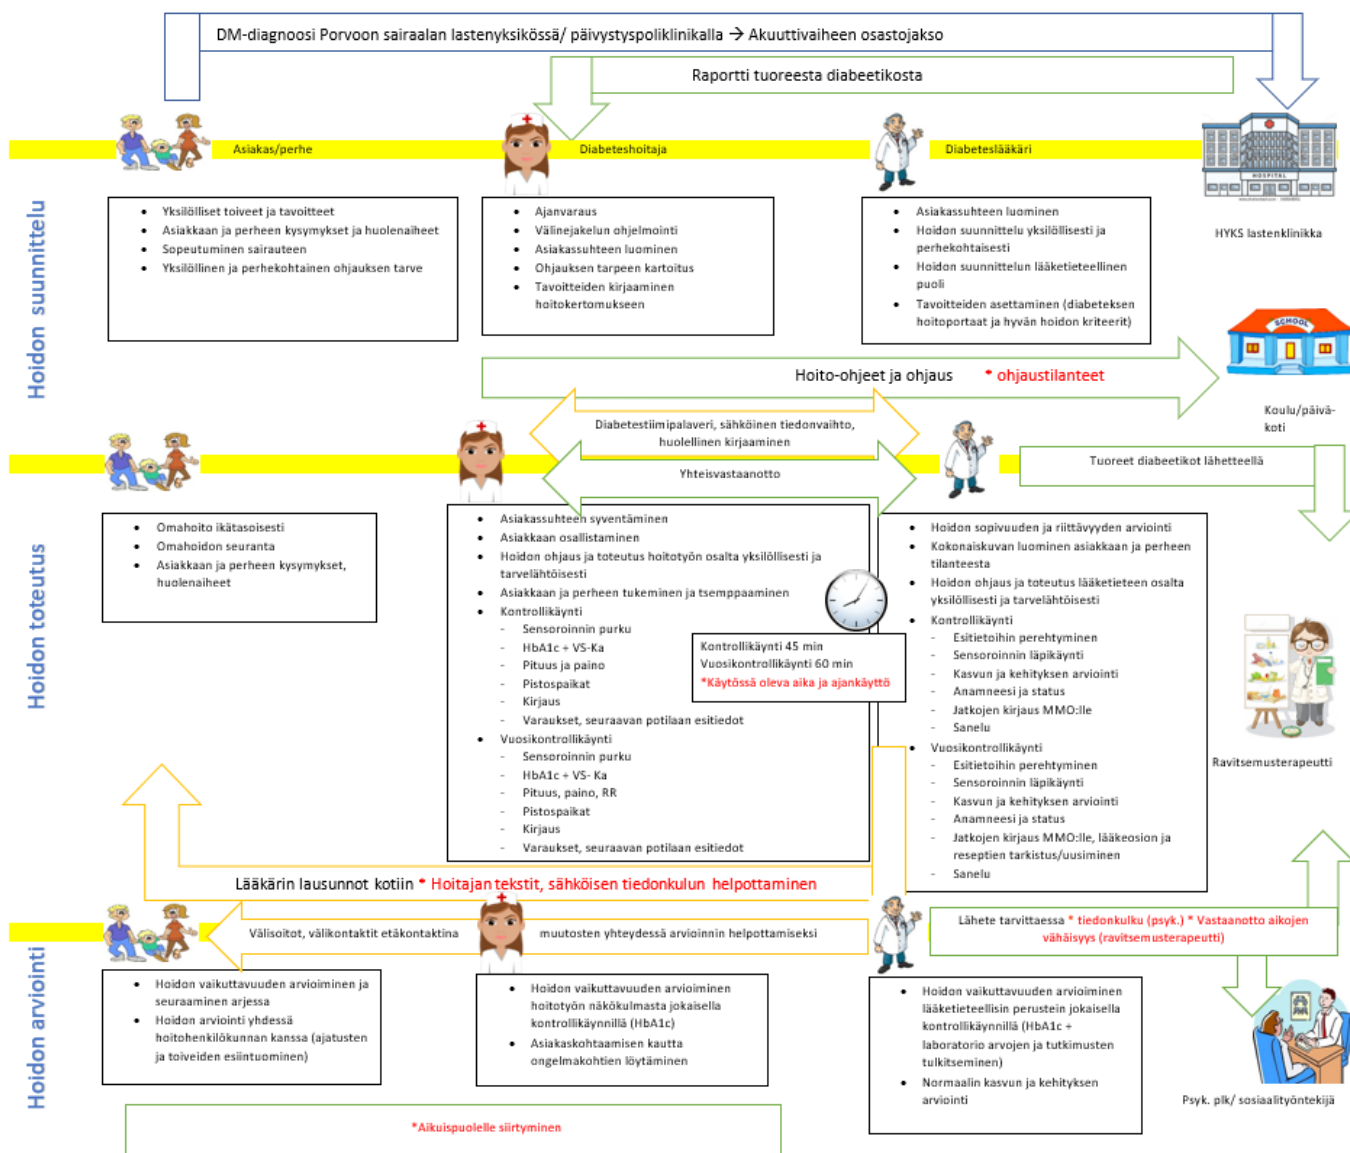 DM-diagnoosi Porvoon sairaalan lastenyksikössä/ päivystyspoliklinikalla → Akuuttivaiheen osastojakso
Raportti tuoreesta diabeetikosta
Hoidon suunnittelu
Asiakas/perhe
Diabeteshoitaja
Diabeteslääkäri
HOSPITAL
HYKS lastenklinikka
• Yksilölliset toiveet ja tavoitteet
• Asiakkaan ja perheen kysymykset ja huolenaiheet
• Sopeutuminen sairauteen
• Yksilöllinen ja perhekohtainen ohjauksen tarve
• Ajanvaraus
• Välinejakelun ohjelmointi
• Asiakassuhteen luominen
• Ohjauksen tarpeen kartoitus
• Tavoitteiden kirjaaminen
hoitokertomukseen
• Asiakassuhteen luominen
• Hoidon suunnittelu yksilöllisesti ja
perhekohtaisesti
• Hoidon suunnittelun lääketieteellinen
puoli
• Tavoitteiden asettaminen (diabeteksen
hoitoportaat ja hyvän hoidon kriteerit)
SCHOOL
Koulu/päivä-
koti
Hoito-ohjeet ja ohjaus * ohjaustilanteet
Diabetestiimipalaveri, sähköinen tiedonvaihto,
huolellinen kirjaaminen
Yhteisvastaanotto
Tuoreet diabeetikot lähetteellä
Hoidon toteutus
• Omahoito ikätasoisesti
• Omahoidon seuranta
• Asiakkaan ja perheen kysymykset,
huolenaiheet
• Asiakassuhteen syventäminen
• Asiakkaan osallistaminen
• Hoidon ohjaus ja toteutus hoitotyön osalta yksilöllisesti ja
tarvelähtöisesti
• Asiakkaan ja perheen tukeminen ja tsemppaaminen
• Kontrollikäynti
- Sensoroinnin purku
- HbA1c + VS-Ka
- Pituus ja paino
- Pistospaikat
- Kirjaus
- Varaukset, seuraavan potilaan esitiedot
• Vuosikontrollikäynti
- Sensoroinnin purku
- HbA1c + VS- Ka
- Pituus, paino, RR
- Pistospaikat
- Kirjaus
- Varaukset, seuraavan potilaan esitiedot
Kontrollikäynti 45 min
Vuosikontrollikäynti 60 min
*Käytössä oleva aika ja ajankäyttö
• Hoidon sopivuuden ja riittävyyden arviointi
• Kokonaiskuvan luominen asiakkaan ja perheen
tilanteesta
• Hoidon ohjaus ja toteutus lääketieteen osalta
yksilöllisesti ja tarvelähtöisesti
• Kontrollikäynti
- Esitietoihin perehtyminen
- Sensoroinnin läpikäynti
- Kasvun ja kehityksen arviointi
- Anamneesi ja status
- Jatkojen kirjaus MMO:lle
- Sanelu
• Vuosikontrollikäynti
- Esitietoihin perehtyminen
- Sensoroinnin läpikäynti
- Kasvun ja kehityksen arviointi
- Anamneesi ja status
- Jatkojen kirjaus MMO:lle, lääkeosion ja
reseptien tarkistus/uusiminen
- Sanelu
Ravitsemusterapeutti
Lääkärin lausunnot kotiin * Hoitajan tekstit, sähköisen tiedonkulun helpottaminen
Hoidon arviointi
Välisoitot, välikontaktit etäkontaktina
muutosten yhteydessä arvioinnin helpottamiseksi
Lähete tarvittaessa * tiedonkulku (psyk.) * Vastaanotto aikojen
vähäisyys (ravitsemusterapeutti)
• Hoidon vaikuttavuuden arvioiminen ja
seuraaminen arjessa
• Hoidon arviointi yhdessä
hoitohenkilökunnan kanssa (ajatusten
ja toiveiden esiintuominen)
• Hoidon vaikuttavuuden arvioiminen
hoitotyön näkökulmasta jokaisella
kontrollikäynnillä (HbA1c)
• Asiakaskohtaamisen kautta
ongelmakohtien löytäminen
• Hoidon vaikuttavuuden arvioiminen
lääketieteellisin perustein jokaisella
kontrollikäynnillä (HbA1c +
laboratorio arvojen ja tutkimusten
tulkitseminen)
• Normaalin kasvun ja kehityksen
arviointi
Psyk. plk/ sosiaalityöntekijä
*Aikuispuolelle siirtyminen